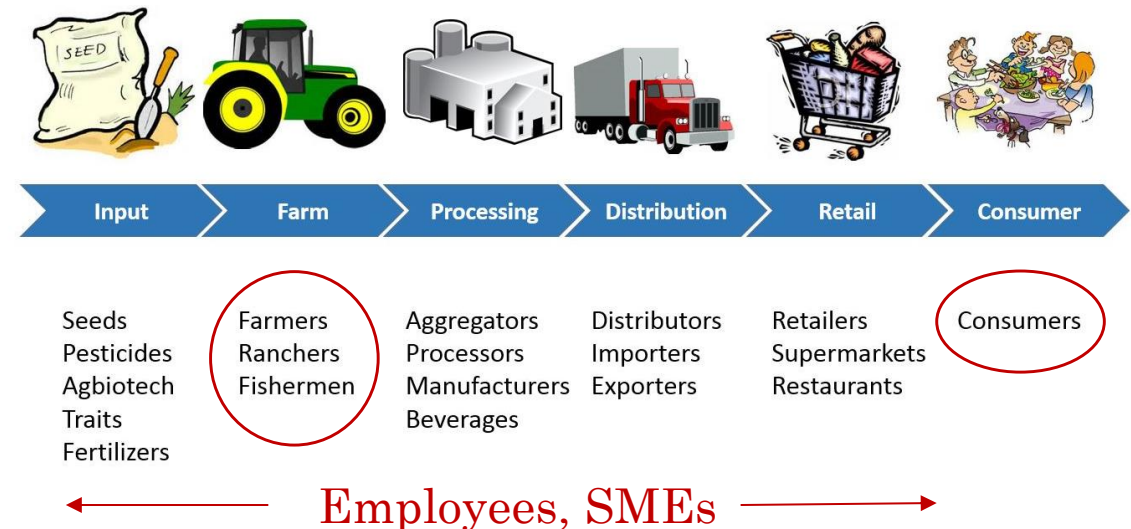 SEED
Input
Farm
Processing
Distribution
Retail
Consumer
Seeds
Pesticides
Agbiotech
Traits
Fertilizers
Farmers
Ranchers
Fishermen
Aggregators
Processors
Manufacturers
Beverages
Distributors
Importers
Exporters
Retailers
Supermarkets
Restaurants
Consumers
Employees, SMEs